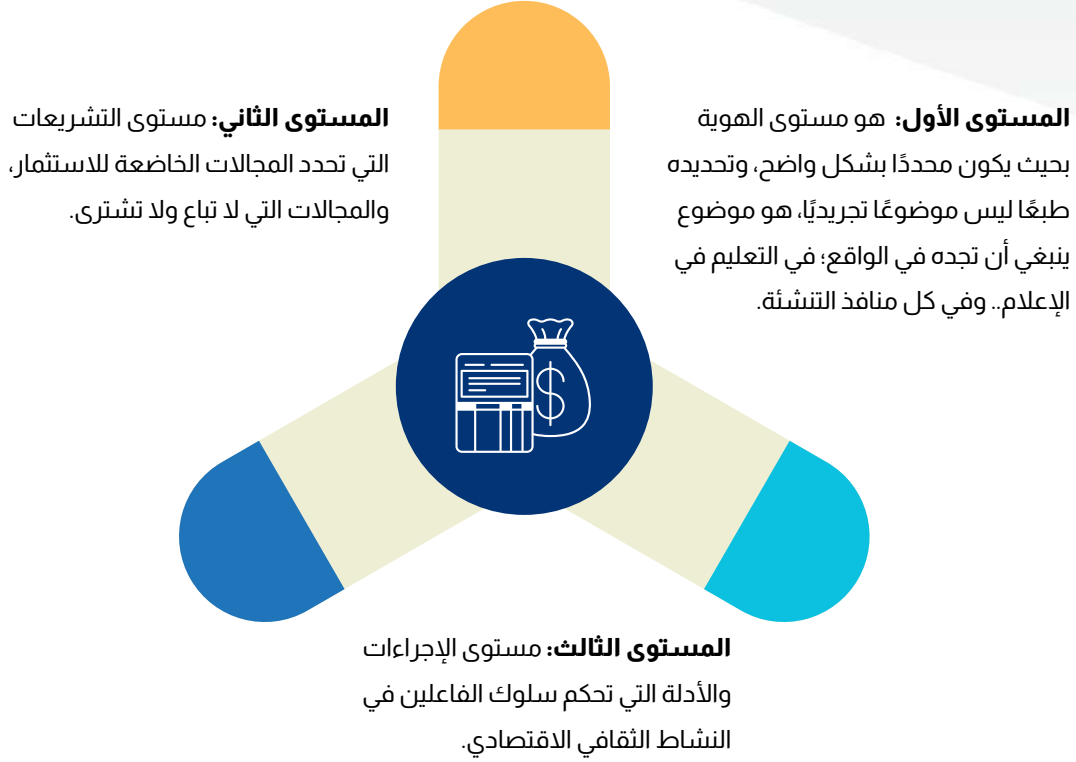 المستوى الأول: هو مستوى الهوية
بحيث يكون محددًا بشكل واضح، وتحديده
طبعًا ليس موضوعًا تجريديًا، هو موضوع
ينبغي أن تجده في الواقع؛ في التعليم في
الإعلام.. وفي كل منافذ التنشئة.
المستوى الثاني: مستوى التشريعات
التي تحدد المجالات الخاضعة للاستثمار،
والمجالات التي لا تباع ولا تشترى.
$
المستوى الثالث: مستوى الإجراءات
والأدلة التي تحكم سلوك الفاعلين في
النشاط الثقافي الاقتصادي.